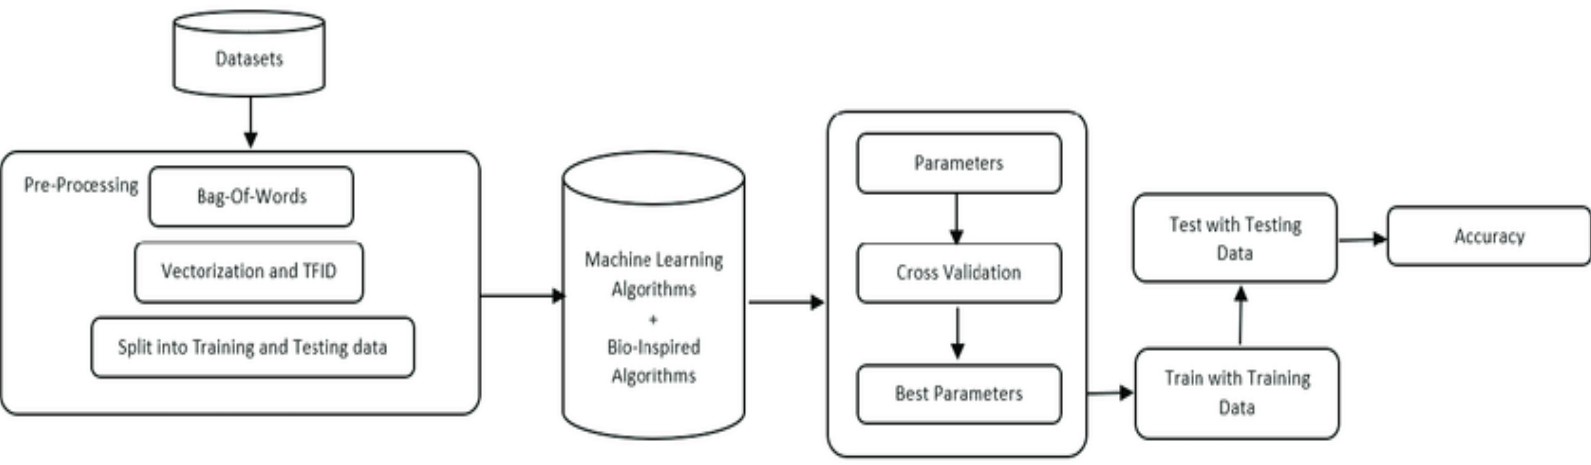 Datasets
Pre-Processing
Bag-Of-Words
Vectorization and TFID
Split into Training and Testing data
Machine Learning
Algorithms
+
Bio-Inspired
Algorithms
Parameters
Cross Validation
Best Parameters
Train with Training
Data
Test with Testing
Data
Accuracy